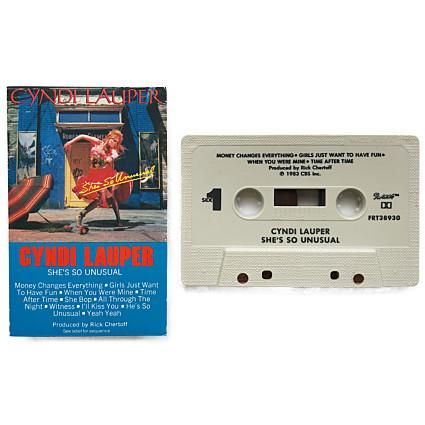 CYNDI LAUPER
She's So Unusual
CYNDI LAUPER
SHE'S SO UNUSUAL
Money Changes Everything ▪ Girls Just Want
To Have Fun ▪ When You Were Mine ▪ Time
After Time ▪ She Bop ▪ All Through The
Night ▪ Witness ▪ I'll Kiss You ▪ He's So
Unusual ▪ Yeah Yeah
Produced by Rick Chertoff
See label for sequence
MONEY CHANGES EVERYTHING • GIRLS JUST WANT TO HAVE FUN •
WHEN YOU WERE MINE • TIME AFTER TIME
Produced by Rick Chertoff
℗ 1983 CBS Inc.
SIDE 1
Portrait
FRT38930
CYNDI LAUPER
SHE'S SO UNUSUAL